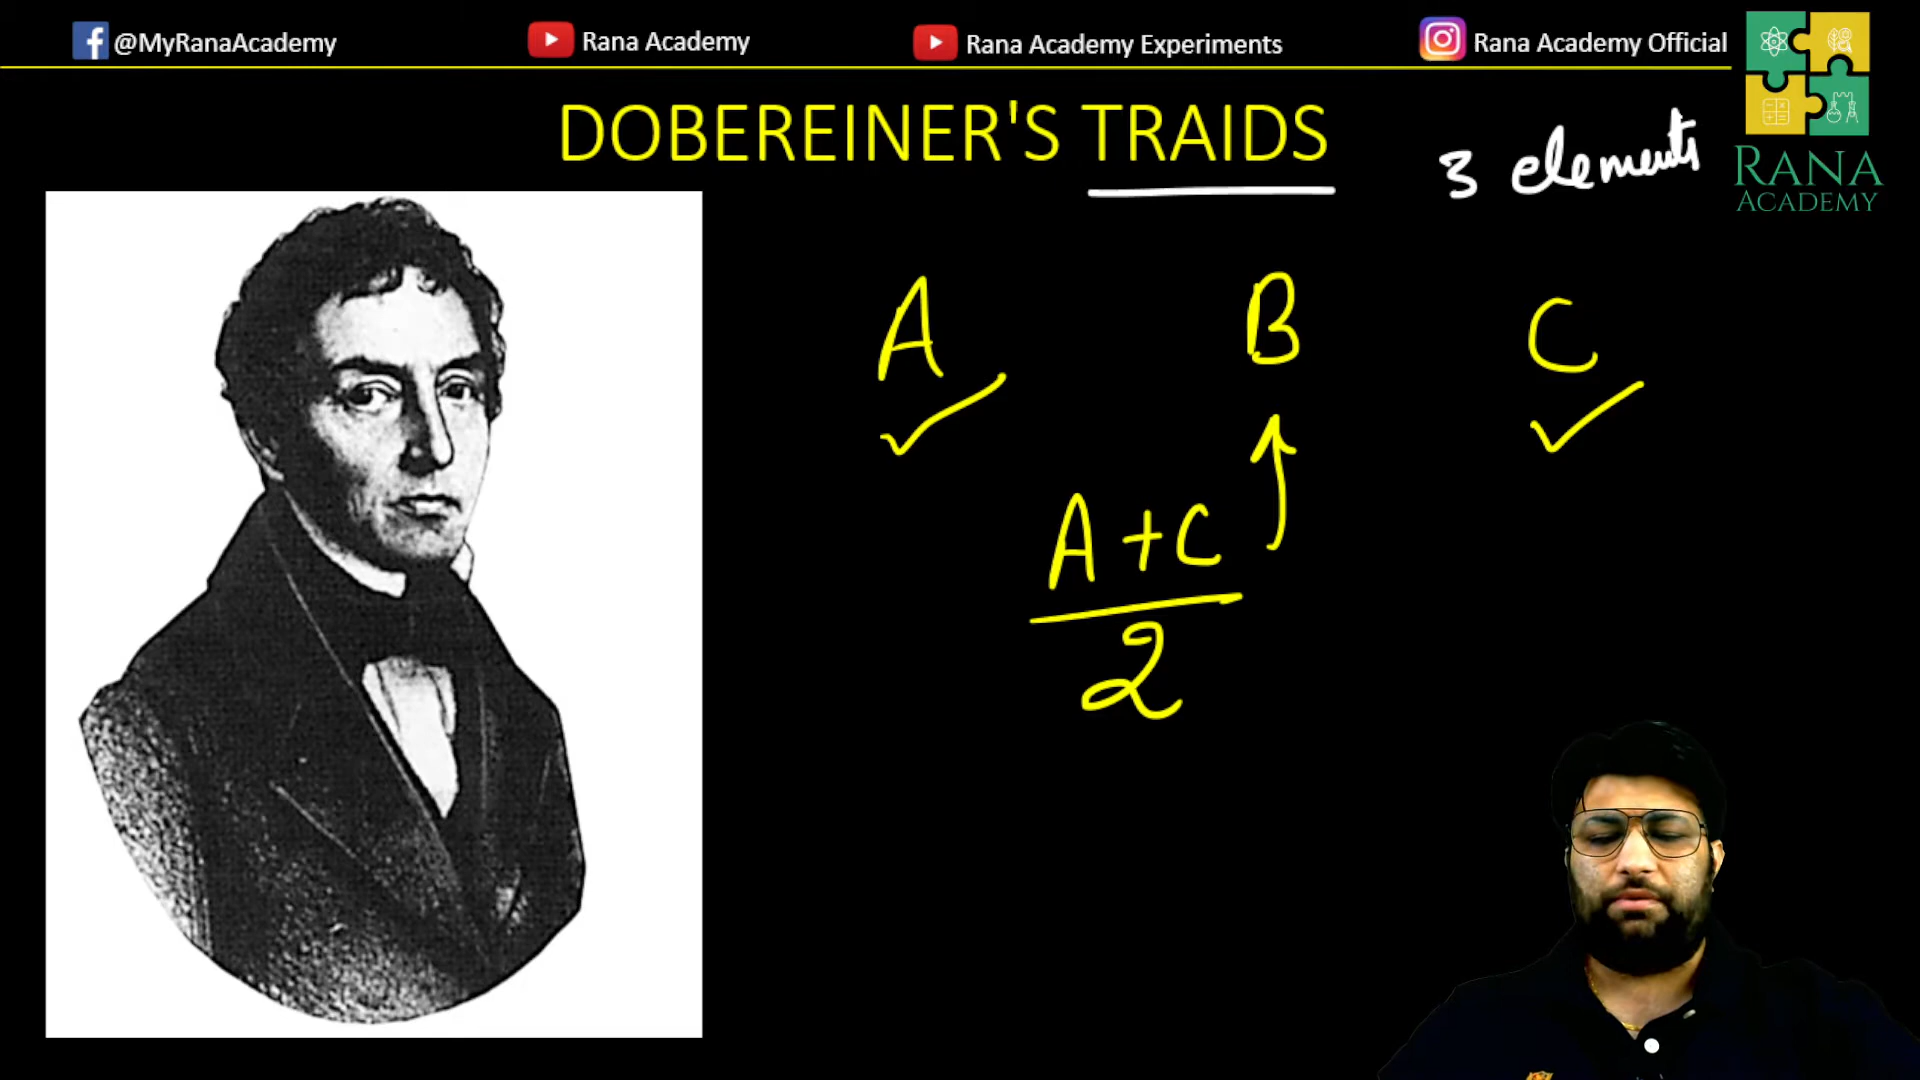 @MyRanaAcademy
Rana Academy
Rana Academy Experiments
Rana Academy Official
DOBEREINER'S TRAIDS
3 elements
RANA
ACADEMY
A B C
A+C
2